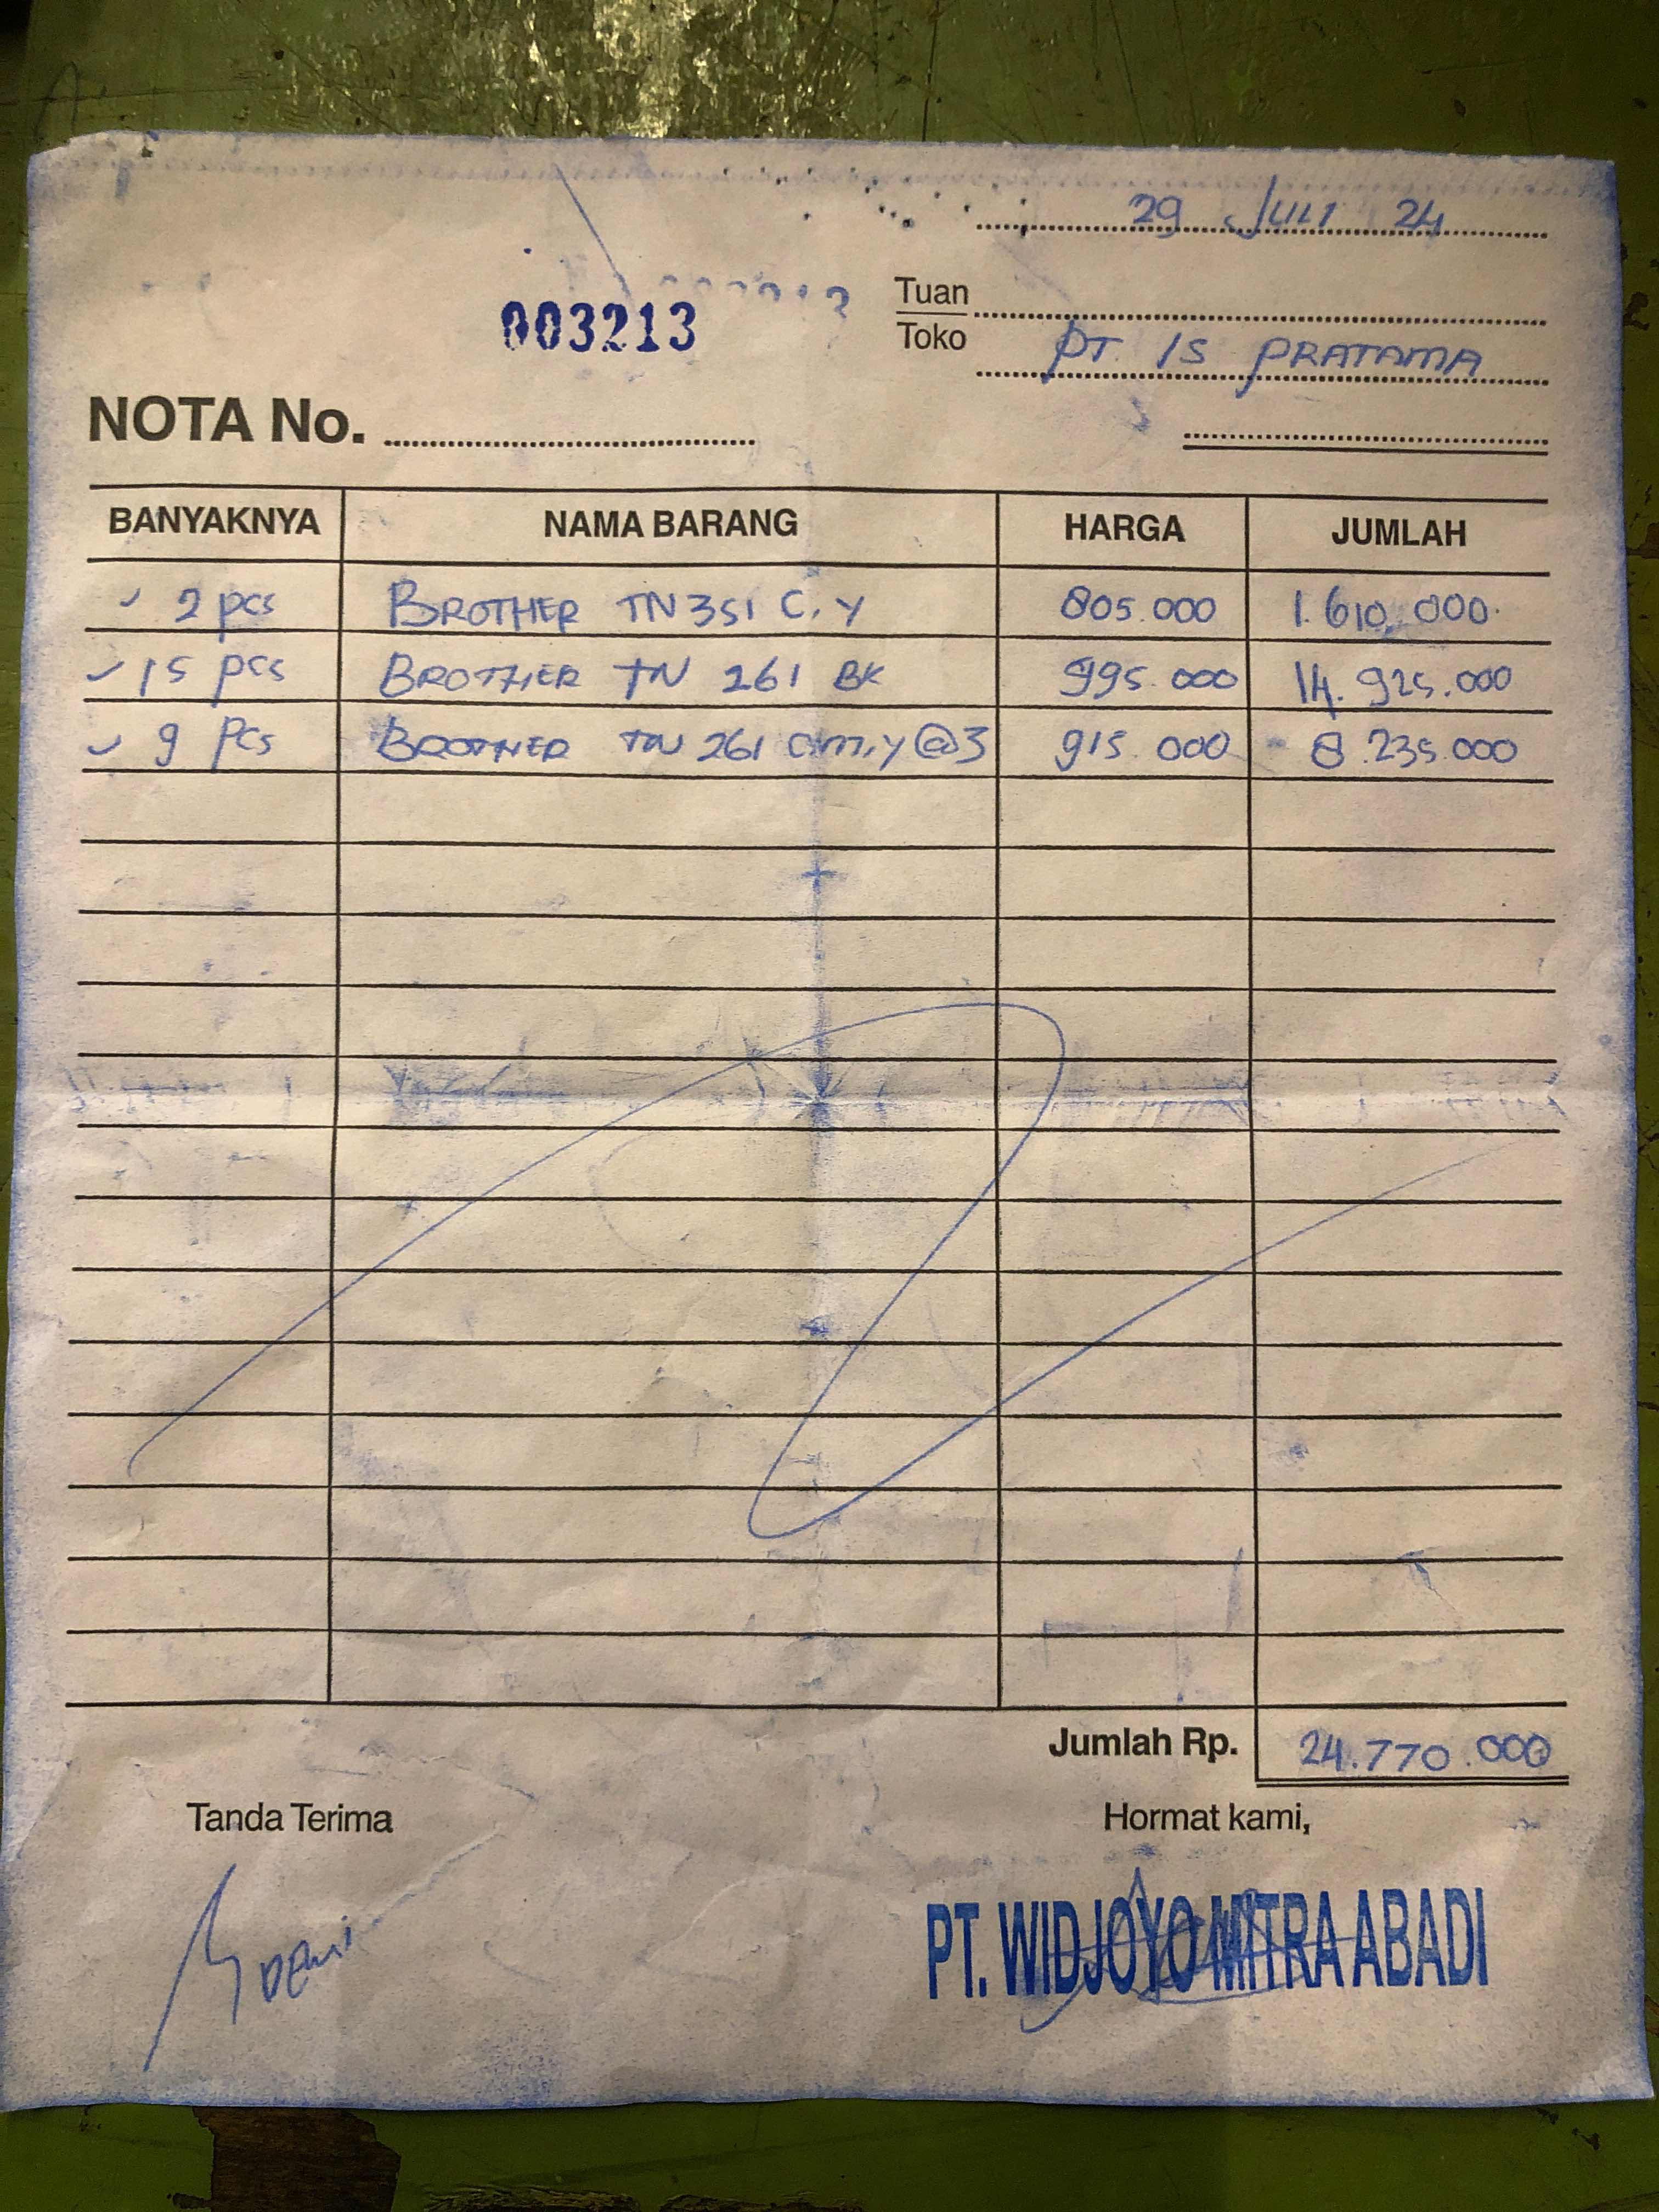 29 JULI 24
003213
Tuan
Toko PT. IS PRATAMA
NOTA No.
BANYAKNYA NAMA BARANG HARGA JUMLAH
2 pcs BROTHER TN351 C.Y 805.000 1.610.000
15 pcs BROTHER TN 261 BK 995.000 14.925.000
9 Pcs BROTHER TN 261 C,m,y @3 915.000 8.235.000
Jumlah Rp. 24.770.000
Tanda Terima Hormat kami,
PT. WIDJOYO MITRA ABADI